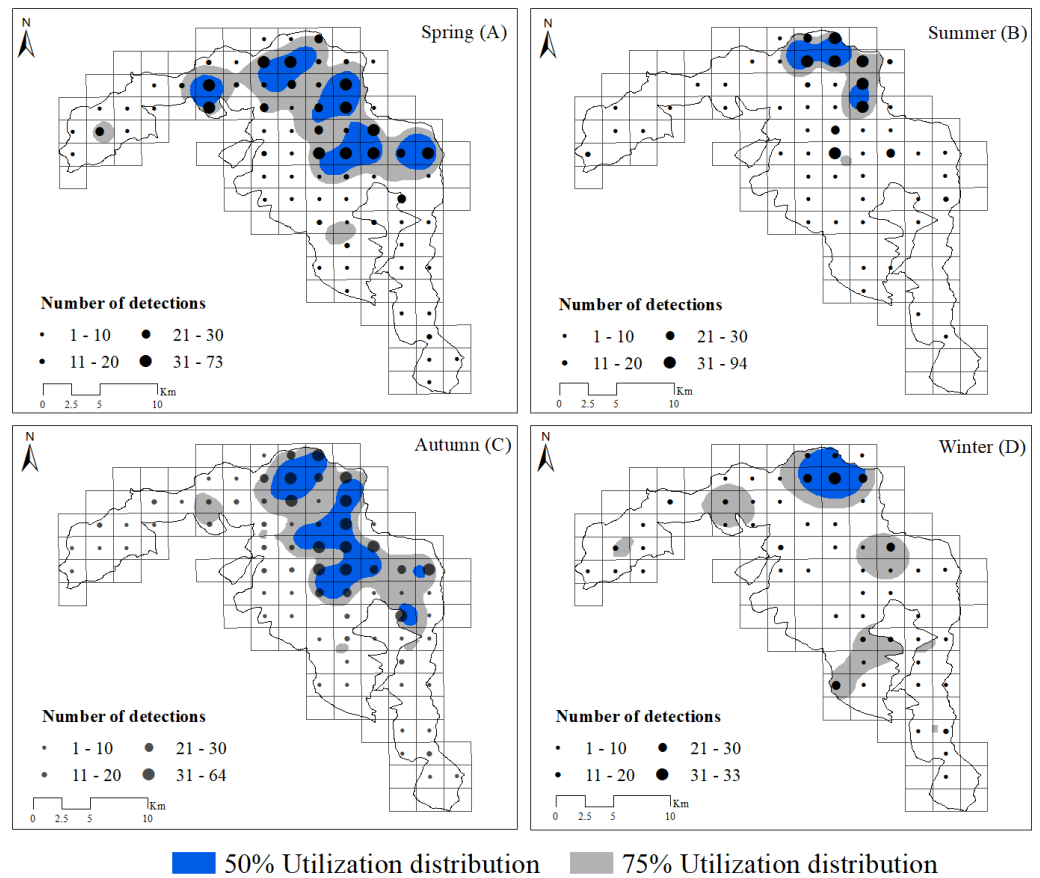 N
Spring (A)
Number of detections
1 - 10
21 - 30
11 - 20
31 - 73
Km
0 2.5 5 10
N
Summer (B)
Number of detections
1 - 10
21 - 30
11 - 20
31 - 94
Km
0 2.5 5 10
N
Autumn (C)
Number of detections
1 - 10
21 - 30
11 - 20
31 - 64
Km
0 2.5 5 10
N
Winter (D)
Number of detections
1 - 10
21 - 30
11 - 20
31 - 33
Km
0 2.5 5 10
50% Utilization distribution
75% Utilization distribution